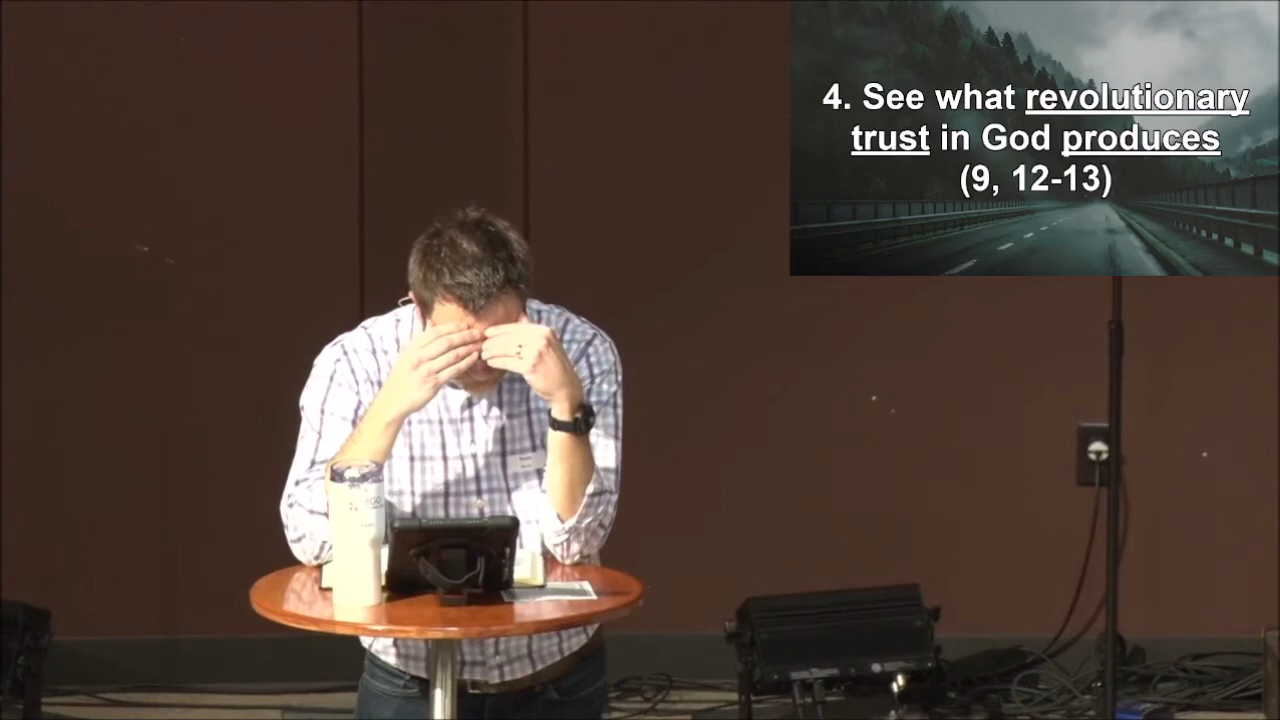 4. See what revolutionary
trust in God produces
(9, 12-13)